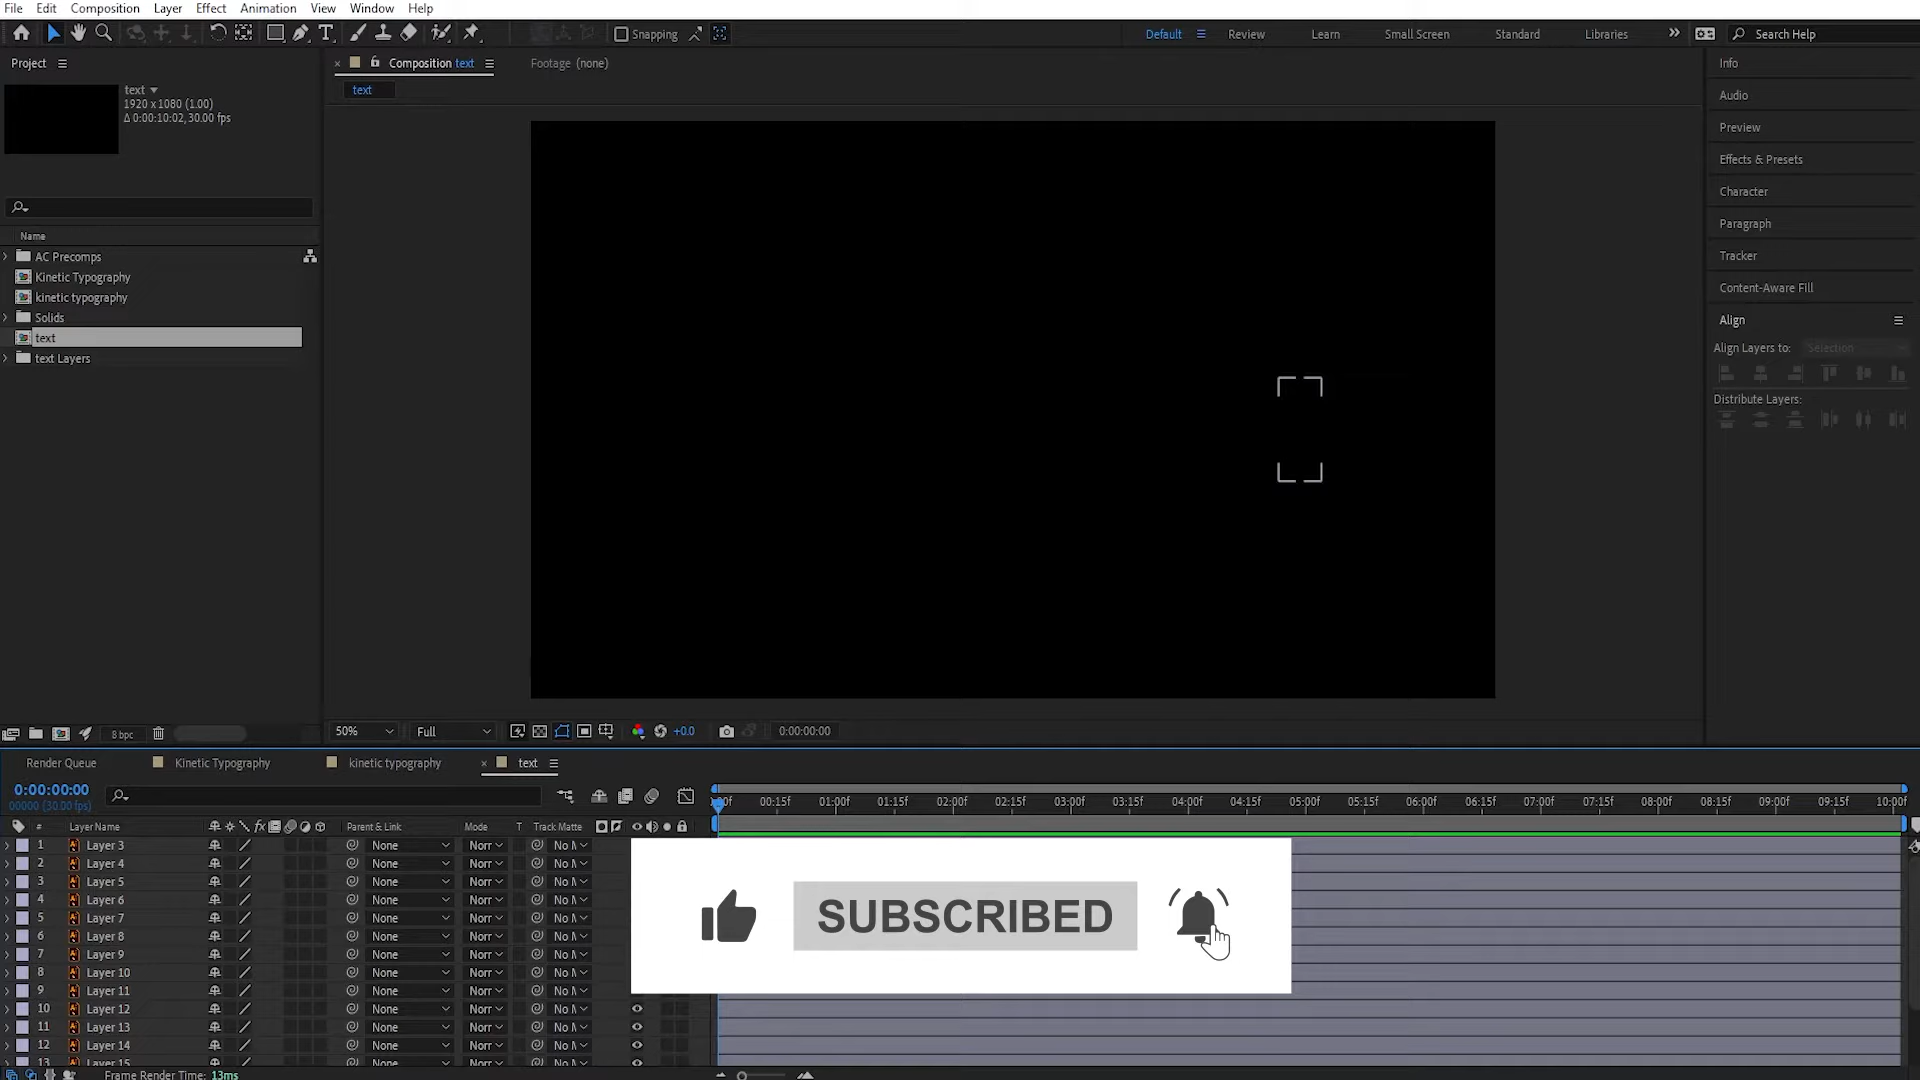 File Edit Composition Layer Effect Animation View Window Help
Snapping
Default Review Learn Small Screen Standard Libraries Search Help
Project
Composition text
Footage (none)
Info
text
1920 x 1080 (1.00)
Δ 0:00:10:02, 30.00 fps
text
Audio
Preview
Effects & Presets
Character
Paragraph
Tracker
Content-Aware Fill
Align
Align Layers to: Selection
Distribute Layers:
Name
AC Precomps
Kinetic Typography
kinetic typography
Solids
text
text Layers
8 bpc
50% Full +0.0 0:00:00:00
Render Queue Kinetic Typography kinetic typography text
0:00:00:00
00000 (30.00 fps)
00:15f 01:00f 01:15f 02:00f 02:15f 03:00f 03:15f 04:00f 04:15f 05:00f 05:15f 06:00f 06:15f 07:00f 07:15f 08:00f 08:15f 09:00f 09:15f 10:00f
# Layer Name fx Parent & Link Mode T Track Matte
1 Layer 3 None Norr No
2 Layer 4 None Norr No
3 Layer 5 None Norr No
4 Layer 6 None Norr No
5 Layer 7 None Norr No
6 Layer 8 None Norr No
7 Layer 9 None Norr No
8 Layer 10 None Norr No
9 Layer 11 None Norr No
10 Layer 12 None Norr No
11 Layer 13 None Norr No
12 Layer 14 None Norr No
13 Layer 15 None Norr No
SUBSCRIBED
Frame Render Time: 13ms